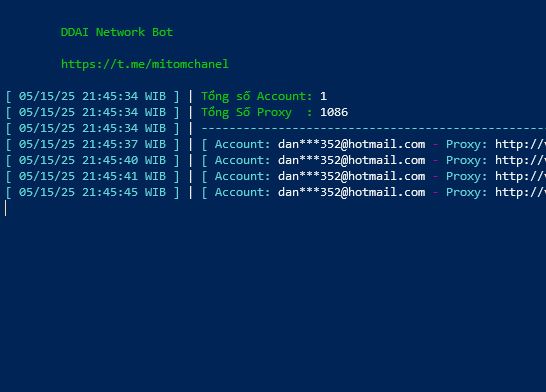 DDAI Network Bot
https://t.me/mitomchanel
[ 05/15/25 21:45:34 WIB ] | Tổng số Account: 1
[ 05/15/25 21:45:34 WIB ] | Tổng Số Proxy  : 1086
[ 05/15/25 21:45:34 WIB ] | -----------------------------------------------
[ 05/15/25 21:45:37 WIB ] | [ Account: dan***352@hotmail.com - Proxy: http://
[ 05/15/25 21:45:40 WIB ] | [ Account: dan***352@hotmail.com - Proxy: http://
[ 05/15/25 21:45:41 WIB ] | [ Account: dan***352@hotmail.com - Proxy: http://
[ 05/15/25 21:45:45 WIB ] | [ Account: dan***352@hotmail.com - Proxy: http://